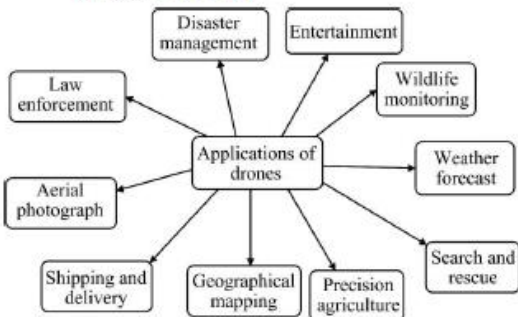 Disaster
management
Entertainment
Law
enforcement
Wildlife
monitoring
Applications of
drones
Weather
forecast
Aerial
photograph
Search and
rescue
Shipping and
delivery
Geographical
mapping
Precision
agriculture